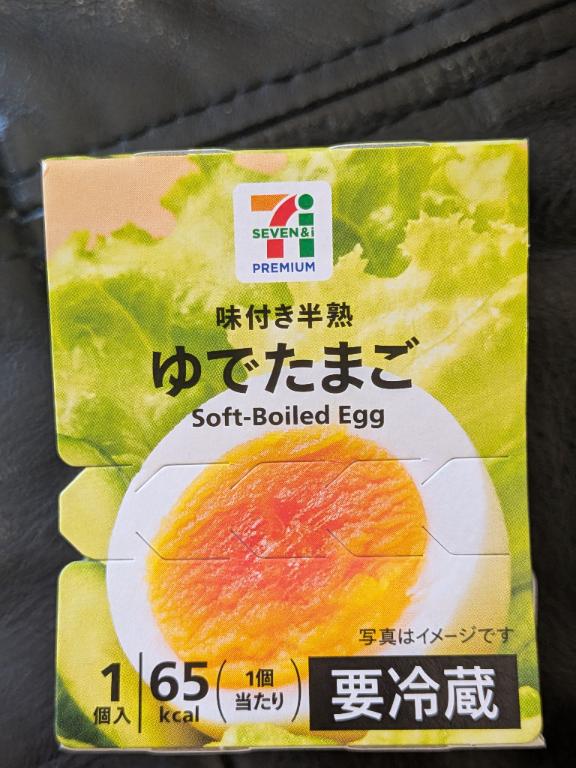 SEVEN&i
PREMIUM
味付き半熟
ゆでたまご
Soft-Boiled Egg
写真はイメージです
1
個入
65
kcal
(1個
当たり)
要冷蔵